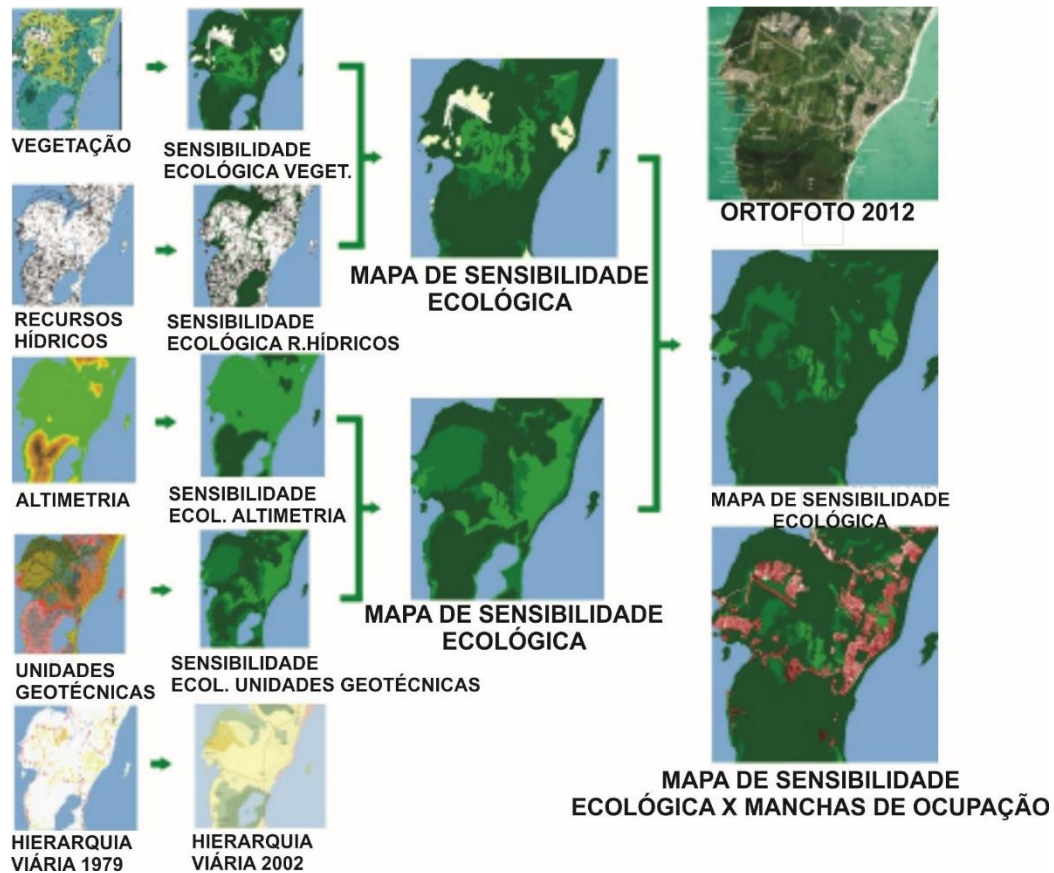 VEGETAÇÃO
SENSIBILIDADE
ECOLÓGICA VEGET.
RECURSOS
HÍDRICOS
SENSIBILIDADE
ECOLÓGICA R.HÍDRICOS
ALTIMETRIA
SENSIBILIDADE
ECOL. ALTIMETRIA
UNIDADES
GEOTÉCNICAS
SENSIBILIDADE
ECOL. UNIDADES GEOTÉCNICAS
HIERARQUIA
VIÁRIA 1979
HIERARQUIA
VIÁRIA 2002
MAPA DE SENSIBILIDADE
ECOLÓGICA
MAPA DE SENSIBILIDADE
ECOLÓGICA
ORTOFOTO 2012
MAPA DE SENSIBILIDADE
ECOLÓGICA
MAPA DE SENSIBILIDADE
ECOLÓGICA X MANCHAS DE OCUPAÇÃO